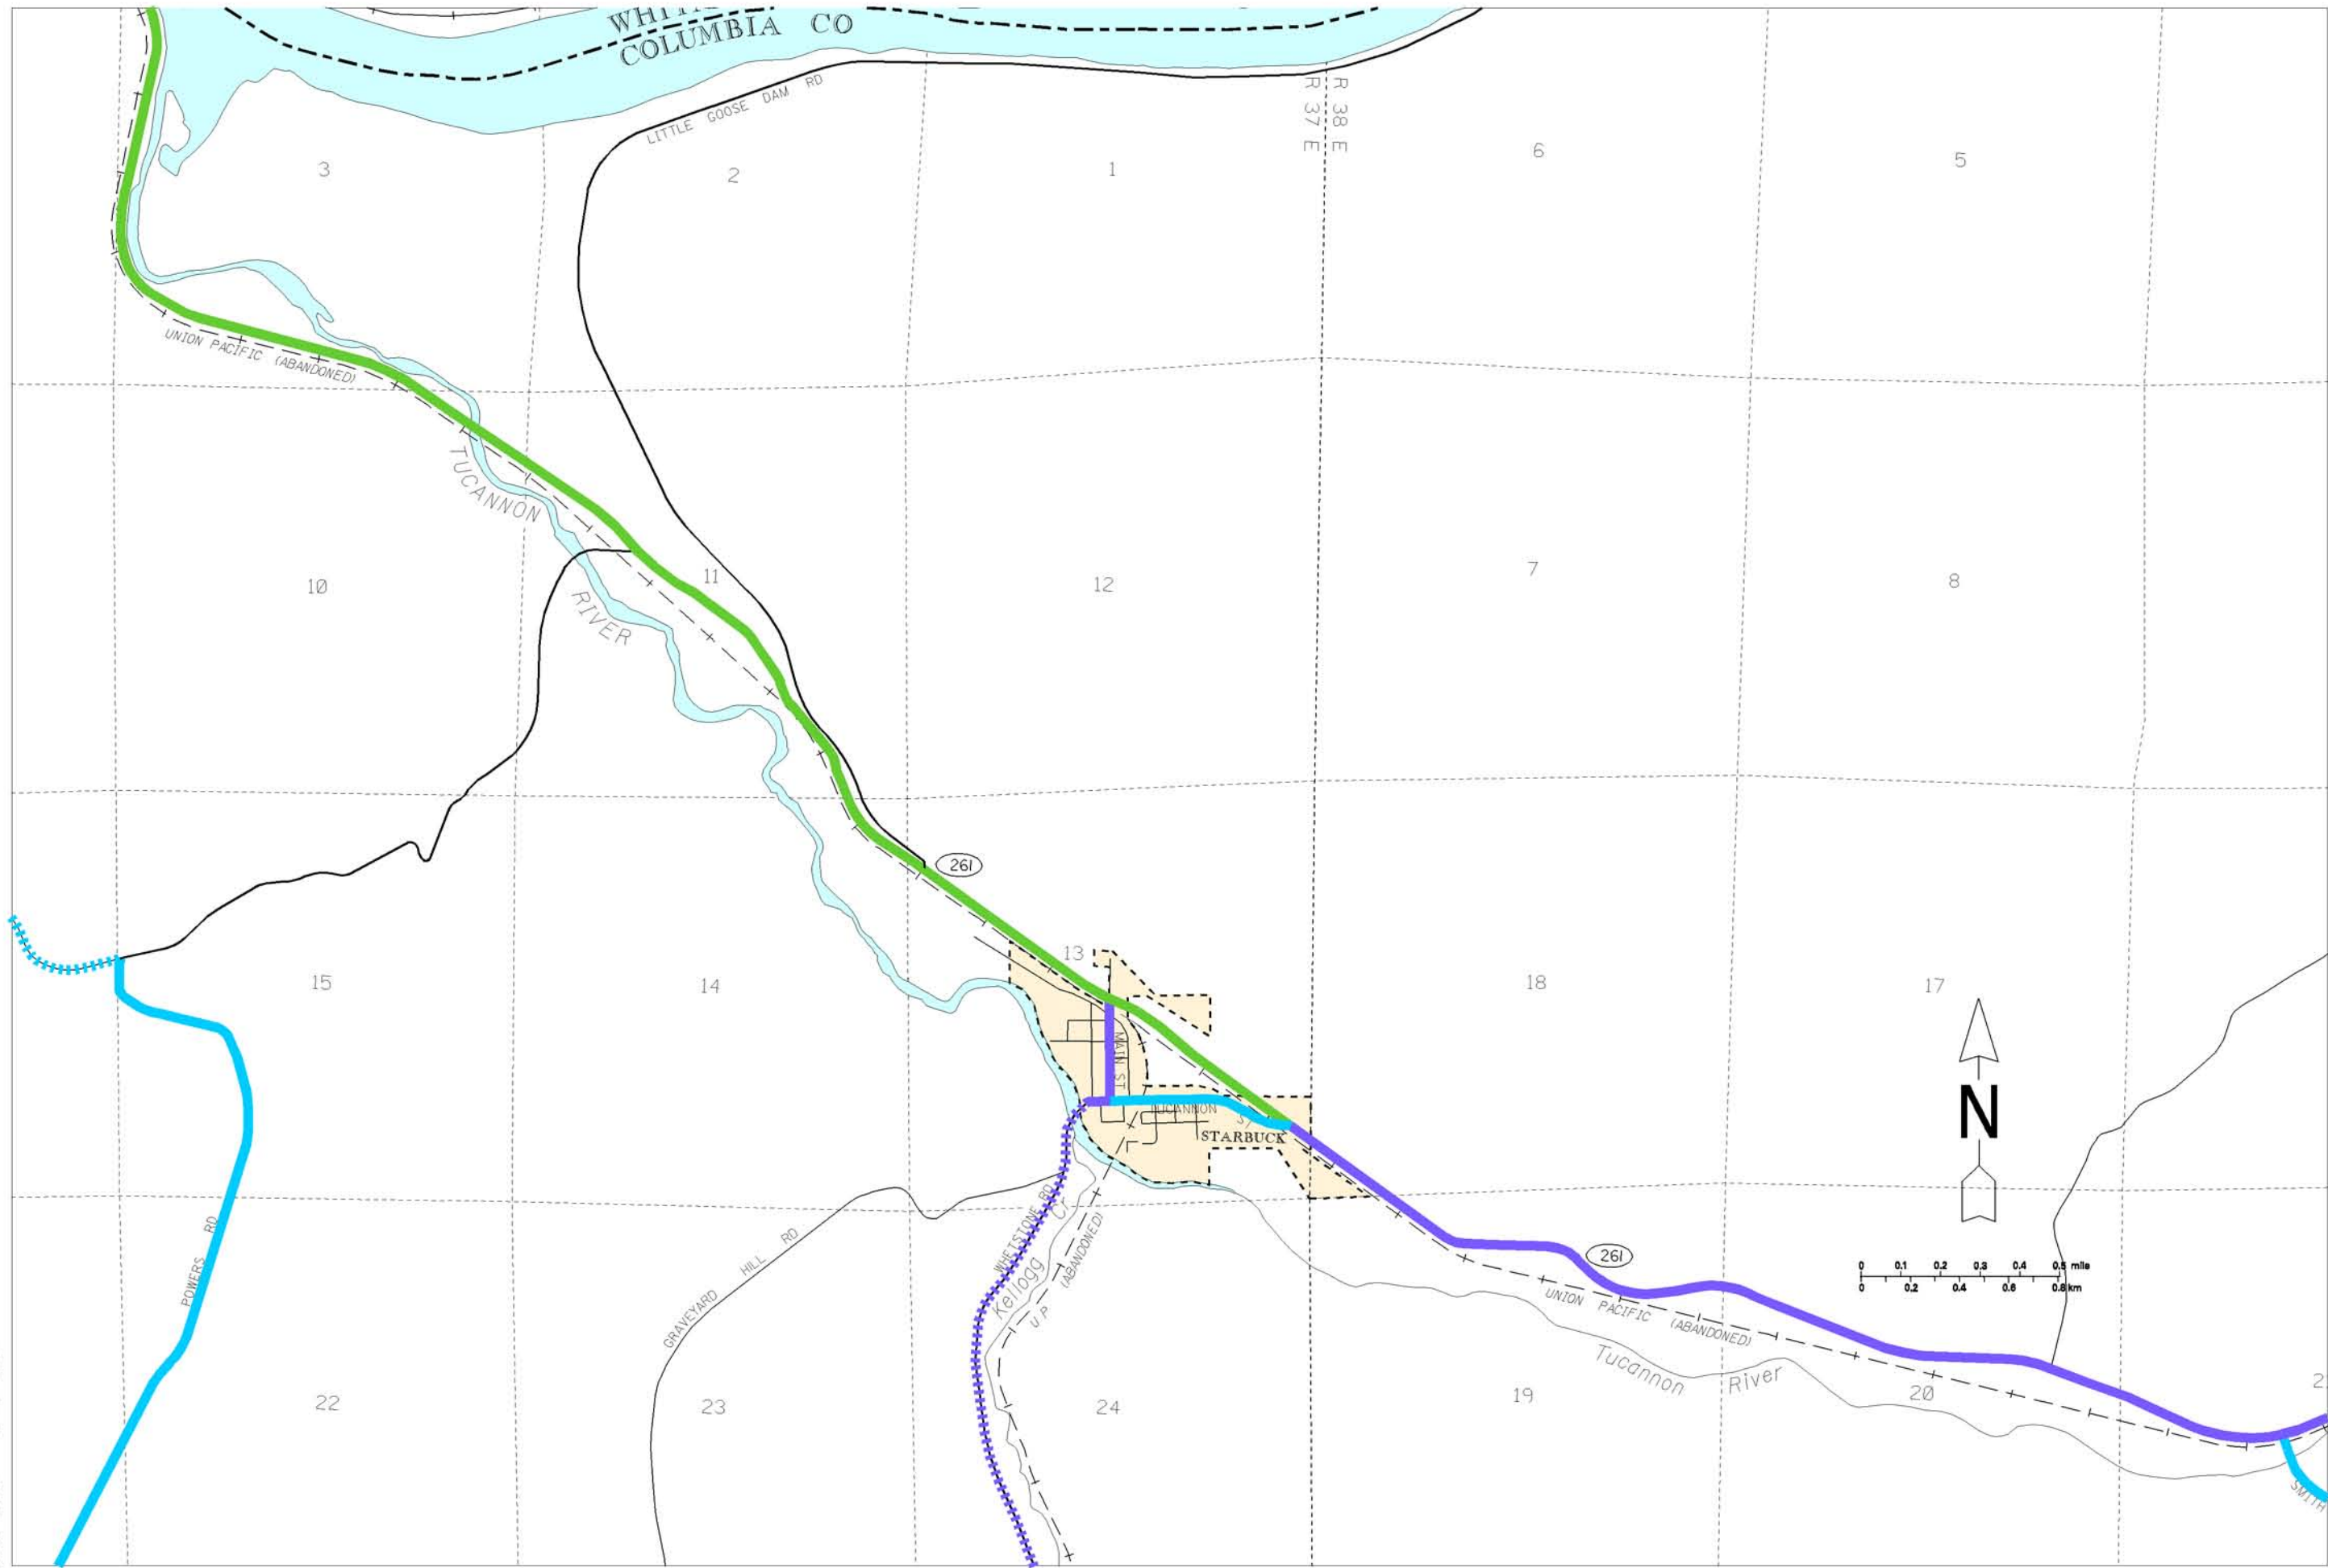 COLUMBIA CO
LITTLE GOOSE DAM RD
R 37 E
R 38 E
3
2
1
6
5
UNION PACIFIC (ABANDONED)
TUCANNON
RIVER
10
11
12
7
8
261
13
15
14
18
17
MAIN ST
TUCANNON ST
STARBUCK
N
POWERS RD
GRAVEYARD HILL RD
WHETSTONE RD
Kellogg Cr
UP (ABANDONED)
261
0 0.1 0.2 0.3 0.4 0.5 mile
0 0.2 0.4 0.6 0.8 km
UNION PACIFIC (ABANDONED)
Tucannon River
22
23
24
19
20
SMITH